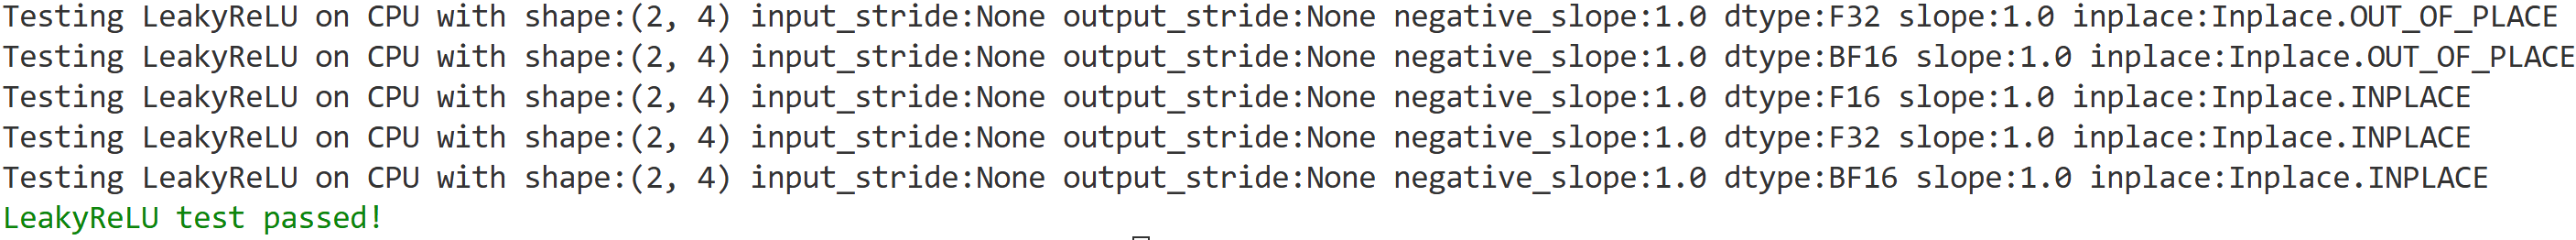 Testing LeakyReLU on CPU with shape:(2, 4) input_stride:None output_stride:None negative_slope:1.0 dtype:F32 slope:1.0 inplace:Inplace.OUT_OF_PLACE
Testing LeakyReLU on CPU with shape:(2, 4) input_stride:None output_stride:None negative_slope:1.0 dtype:BF16 slope:1.0 inplace:Inplace.OUT_OF_PLACE
Testing LeakyReLU on CPU with shape:(2, 4) input_stride:None output_stride:None negative_slope:1.0 dtype:F16 slope:1.0 inplace:Inplace.INPLACE
Testing LeakyReLU on CPU with shape:(2, 4) input_stride:None output_stride:None negative_slope:1.0 dtype:F32 slope:1.0 inplace:Inplace.INPLACE
Testing LeakyReLU on CPU with shape:(2, 4) input_stride:None output_stride:None negative_slope:1.0 dtype:BF16 slope:1.0 inplace:Inplace.INPLACE
LeakyReLU test passed!